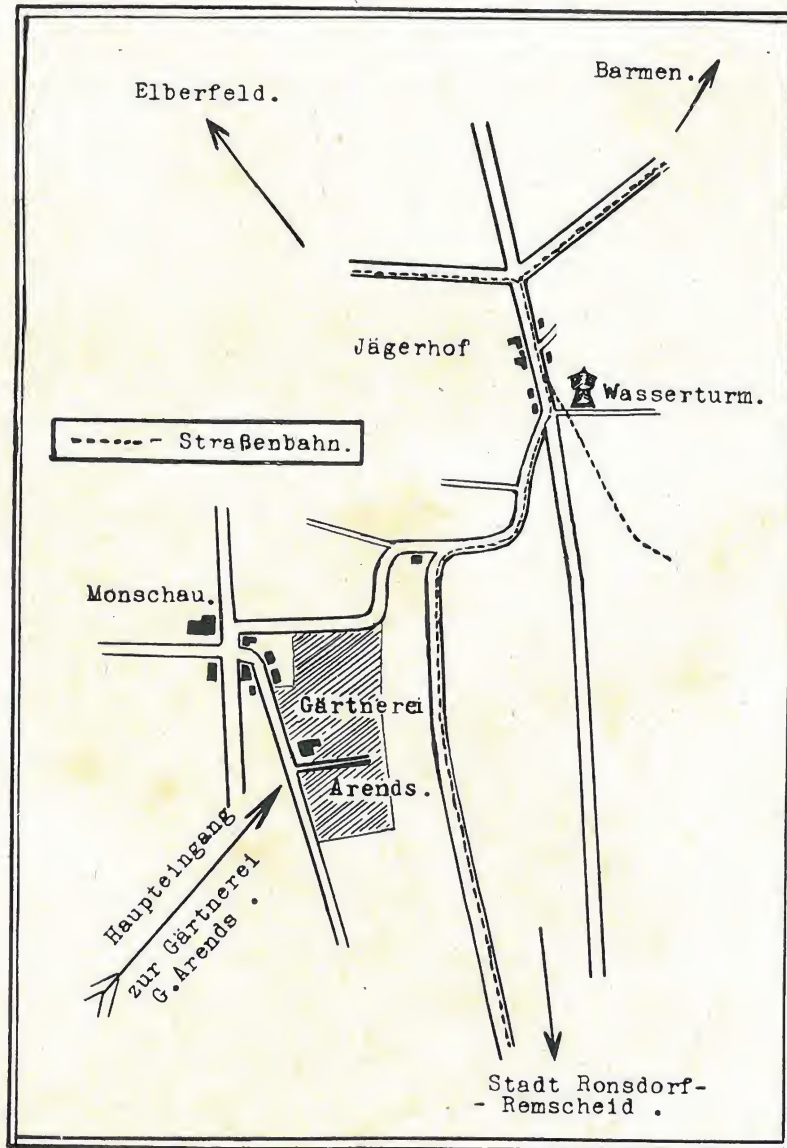 Barmen.
Elberfeld.
Jägerhof
Wasserturm.
- Straßenbahn.
Monschau.
Gärtnerei
Arends.
Haupteingang
zur Gärtnerei
G.Arends.
Stadt Ronsdorf-
- Remscheid.